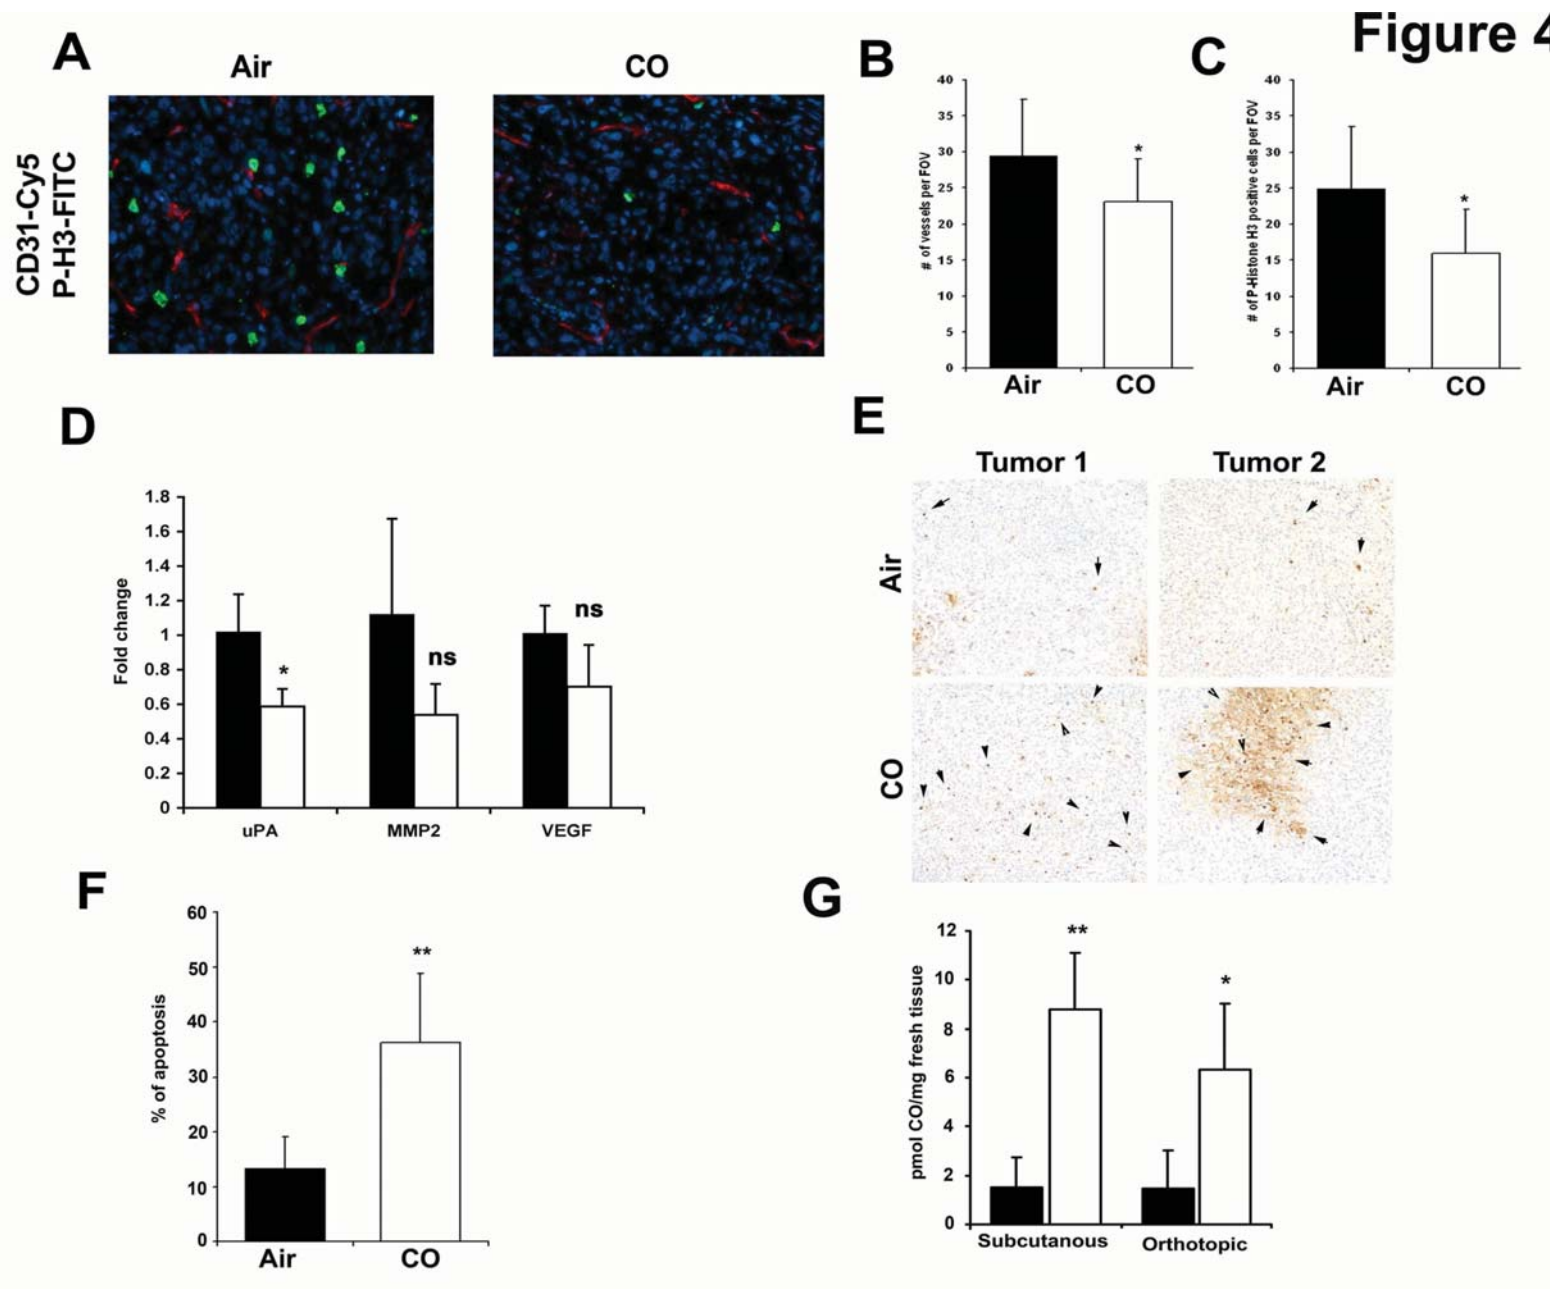 Figure 4
A
Air
CO
CD31-Cy5
P-H3-FITC
B
# of vessels per FOV
40
35
30
25
20
15
10
5
0
*
Air
CO
C
# of P-Histone H3 positive cells per FOV
40
35
30
25
20
15
10
5
0
*
Air
CO
D
Fold change
1.8
1.6
1.4
1.2
1
0.8
0.6
0.4
0.2
0
*
ns
ns
uPA
MMP2
VEGF
E
Tumor 1
Tumor 2
Air
CO
F
% of apoptosis
60
50
40
30
20
10
0
**
Air
CO
G
pmol CO/mg fresh tissue
12
10
8
6
4
2
0
**
*
Subcutanous
Orthotopic